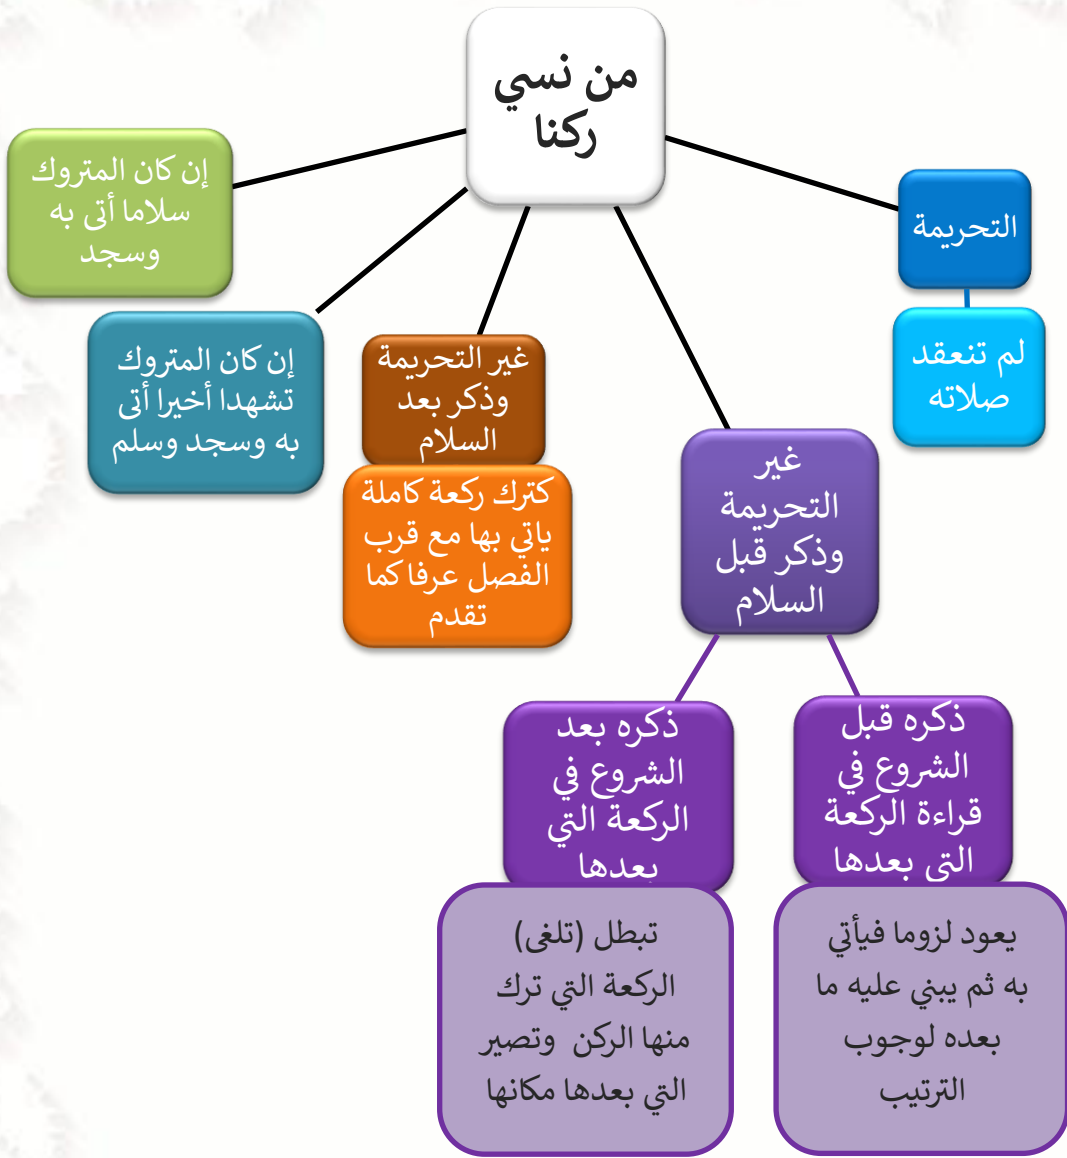 من نسي
ركنا
التحريمة
لم تنعقد
صلاته
غير
التحريمة
وذكر قبل
السلام
ذكره قبل
الشروع في
قراءة الركعة
التي بعدها
يعود لزوما فيأتي
به ثم يبني عليه ما
بعده لوجوب
الترتيب
ذكره بعد
الشروع في
الركعة التي
بعدها
تبطل (تلغى)
الركعة التي ترك
منها الركن وتصير
التي بعدها مكانها
غير التحريمة
وذكر بعد
السلام
كترك ركعة كاملة
ياتي بها مع قرب
الفصل عرفا كما
تقدم
إن كان المتروك
تشهدا أخيرا أتى
به وسجد وسلم
إن كان المتروك
سلاما أتى به
وسجد